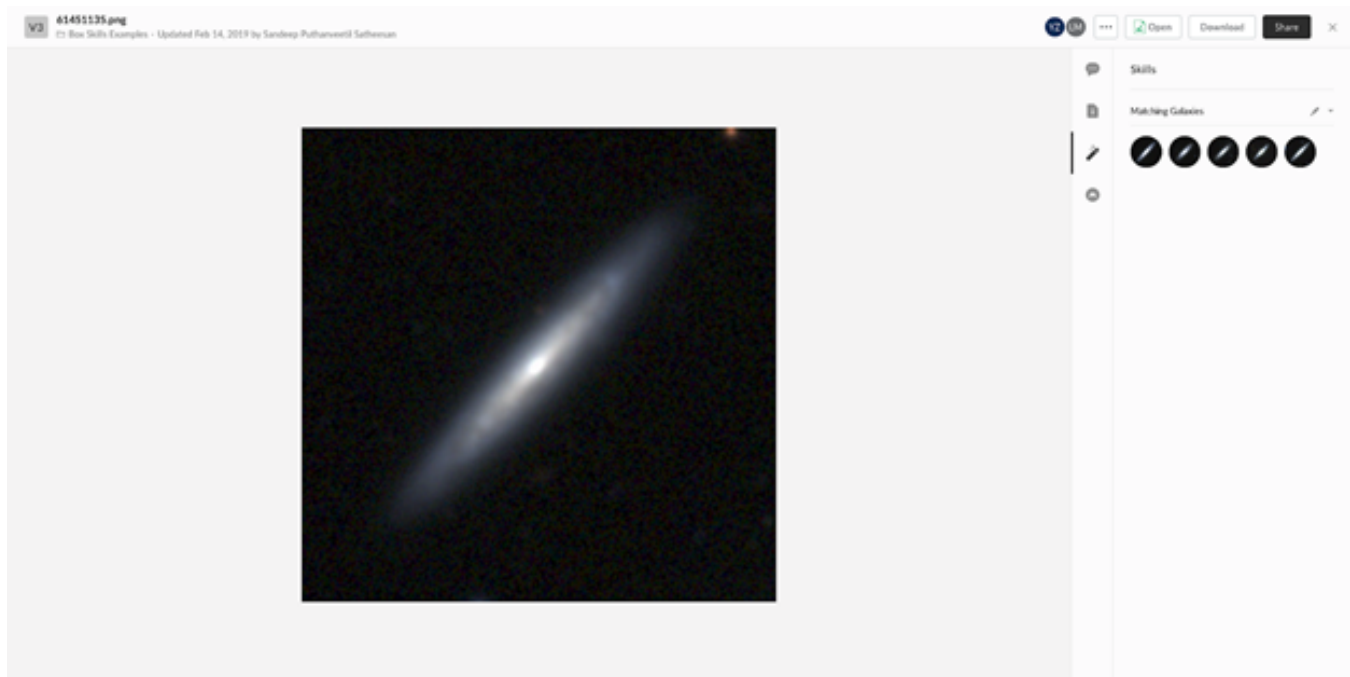 V3
61451135.png
Box Skills Examples - Updated Feb 14, 2019 by Sandeep Puthanveetil Satheesan
YZ
LM
Open
Download
Share
Skills
Matching Galaxies